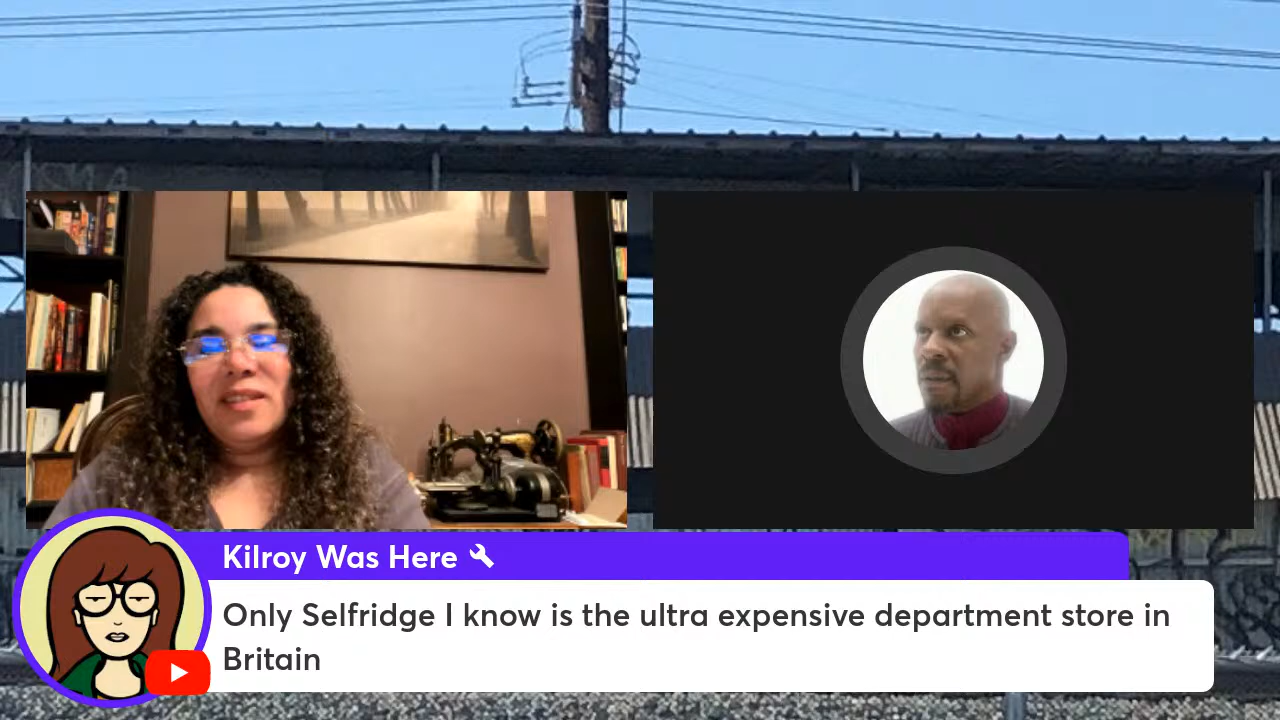 Kilroy Was Here
Only Selfridge I know is the ultra expensive department store in
Britain